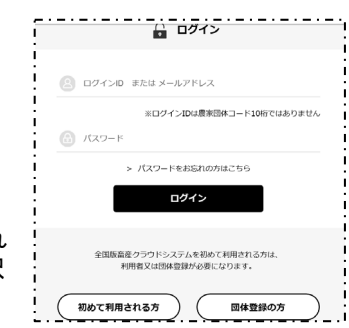 ログイン
ログインID または メールアドレス
※ログインIDは農家団体コード10桁ではありません
パスワード
> パスワードをお忘れの方はこちら
ログイン
全国版畜産クラウドシステムを初めて利用される方は、
利用者又は団体登録が必要になります。
初めて利用される方
団体登録の方